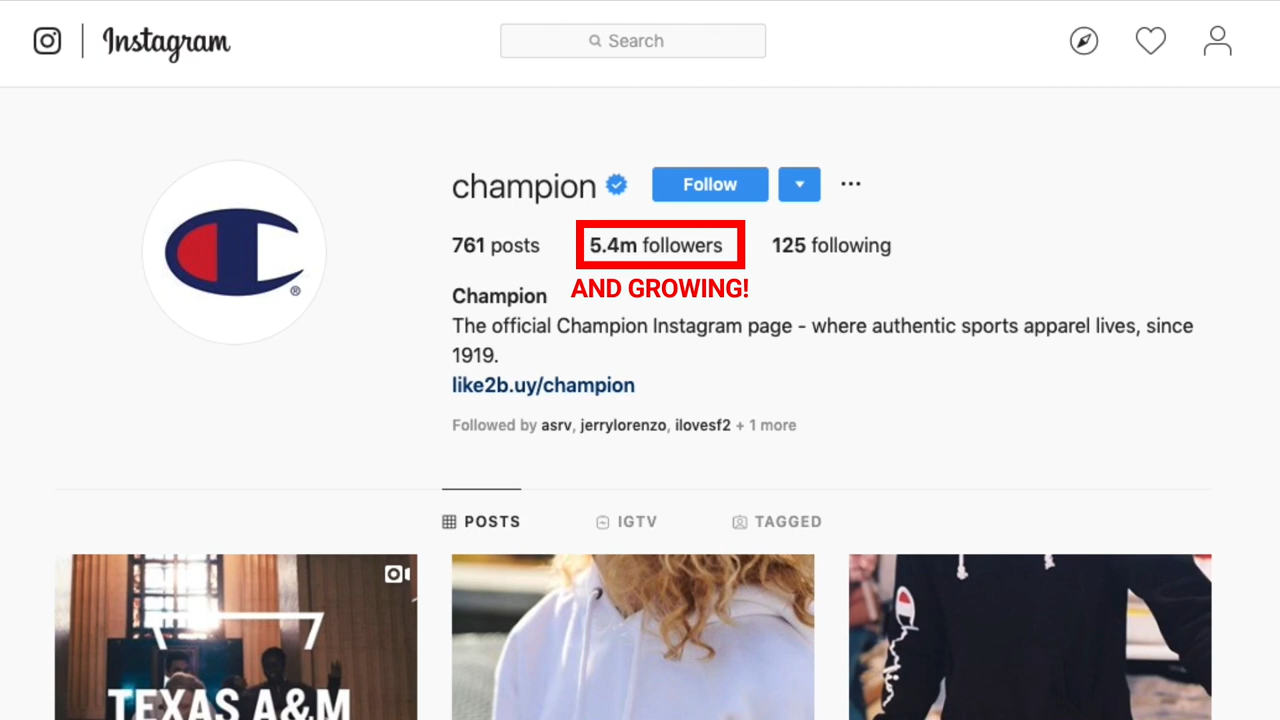 Instagram
Search
champion
Follow
761 posts 5.4m followers 125 following
AND GROWING!
Champion
The official Champion Instagram page - where authentic sports apparel lives, since
1919.
like2b.uy/champion
Followed by asrv, jerrylorenzo, ilovesf2 + 1 more
POSTS IGTV TAGGED
TEXAS A&M
Champion
®